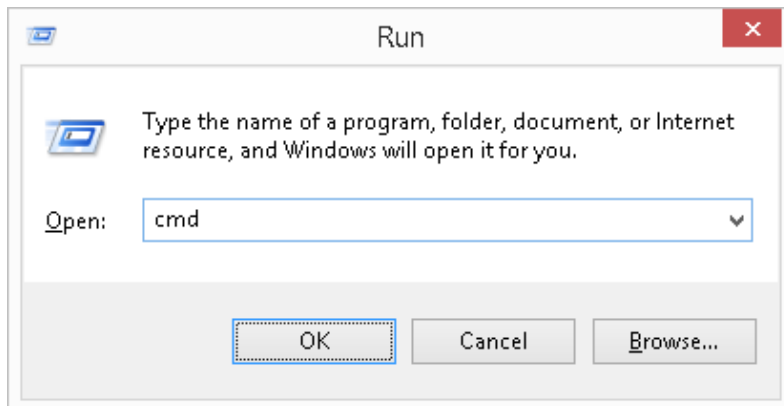 Run
Type the name of a program, folder, document, or Internet
resource, and Windows will open it for you.
Open: cmd
OK Cancel Browse...